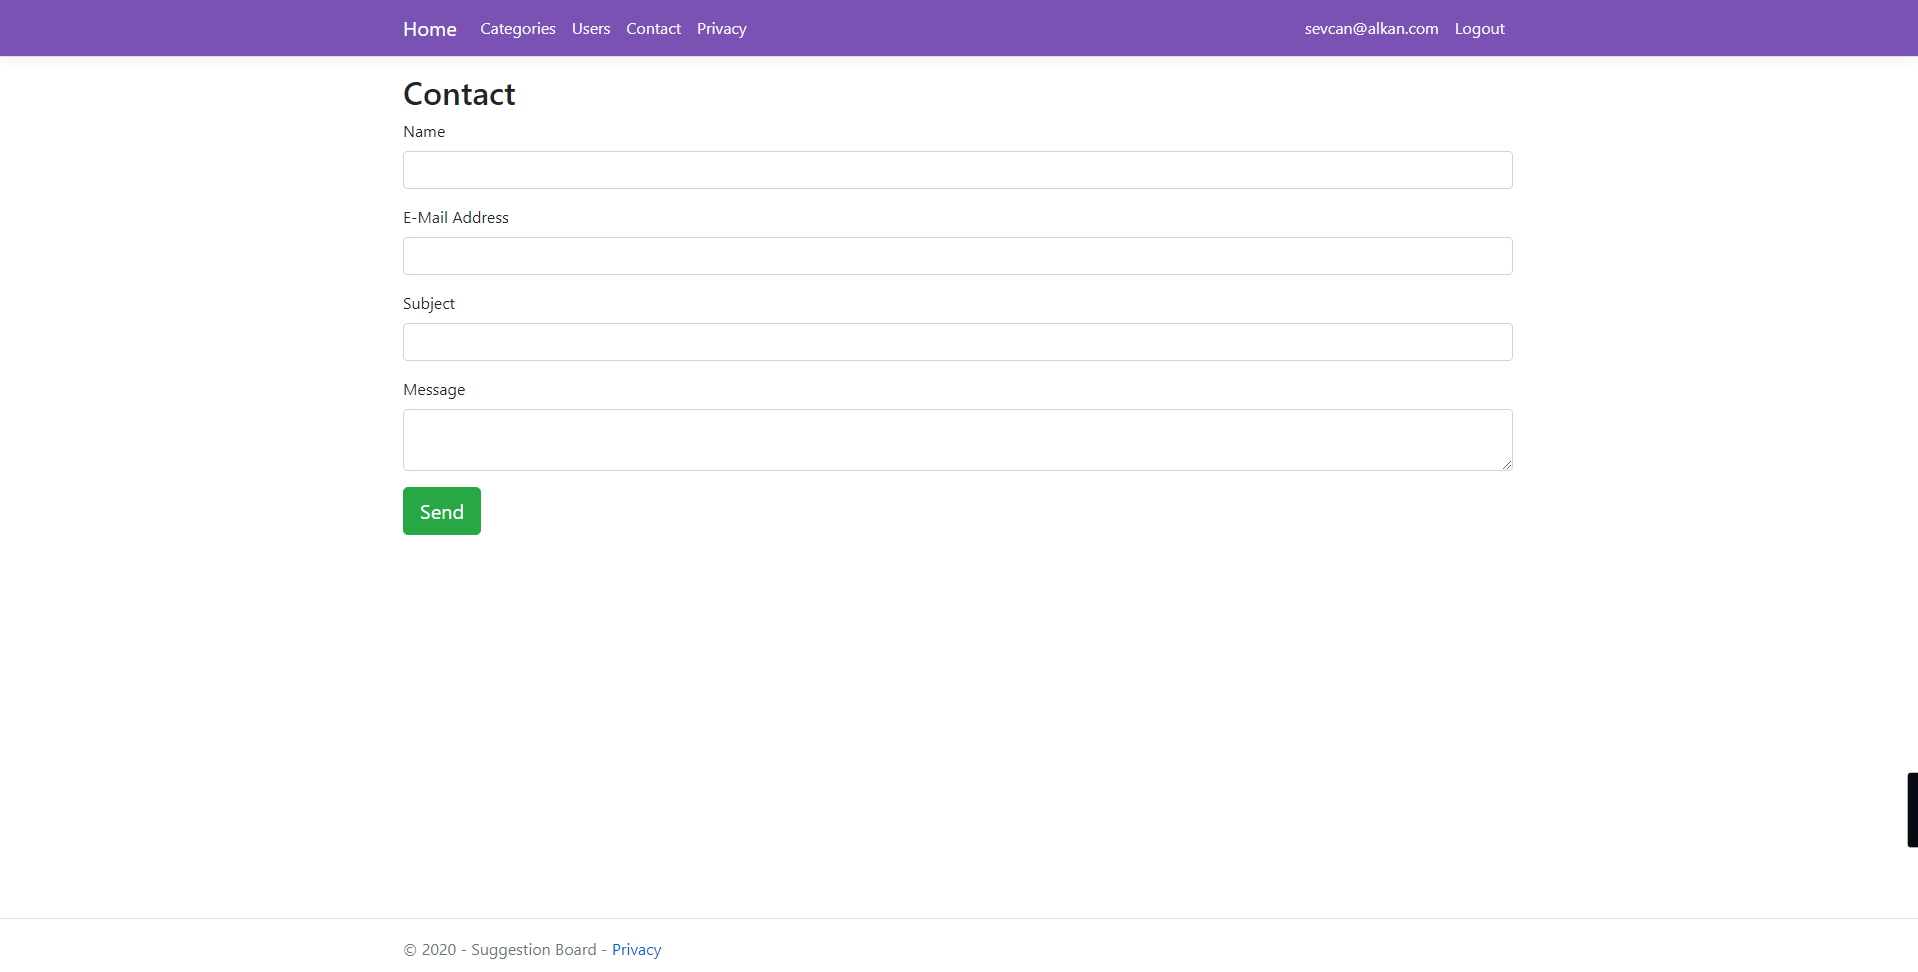 Home Categories Users Contact Privacy sevcan@alkan.com Logout
Contact
Name
E-Mail Address
Subject
Message
Send
© 2020 - Suggestion Board - Privacy